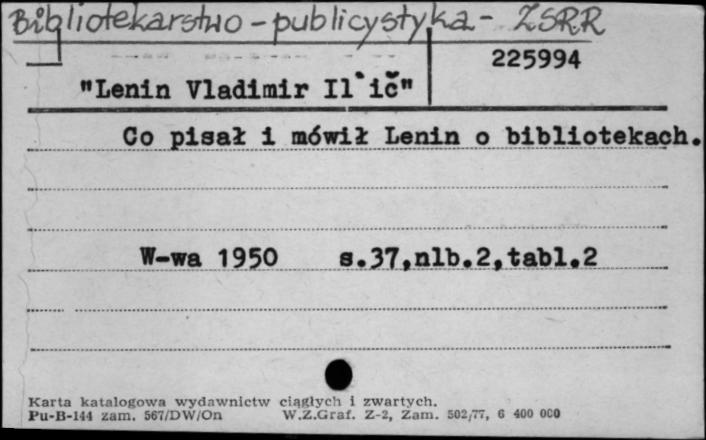 Bibliotekarstwo - publicystyka - ZSRR
225994
"Lenin Vladimir Il`ič"
Co pisał i mówił Lenin o bibliotekach.
W-wa 1950 s.37,nlb.2,tabl.2
Karta katalogowa wydawnictw ciągłych i zwartych.
Pu-B-144 zam. 567/DW/On W.Z.Graf. Z-2, Zam. 502/77, 6 400 000